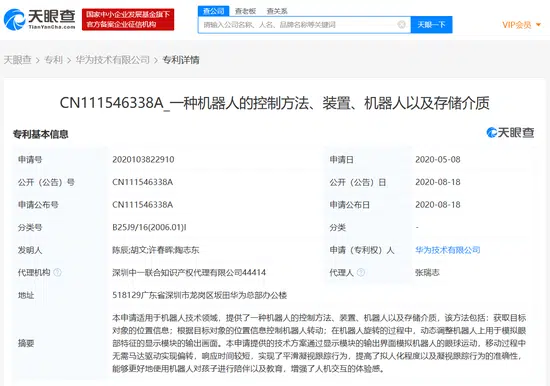 天眼查
TianYanCha.com
国家中小企业发展基金旗下
官方备案企业征信机构
查公司 查老板 查关系
请输入公司名称、人名、品牌名称等关键词
天眼一下
VIP会员
天眼查 > 专利 > 华为技术有限公司 > 专利详情
CN111546338A_一种机器人的控制方法、装置、机器人以及存储介质
专利基本信息
天眼查
申请号 2020103822910 申请日 2020-05-08
公开（公告）号 CN111546338A 公开（公告）日 2020-08-18
申请公布号 CN111546338A 申请公布日 2020-08-18
分类号 B25J9/16(2006.01)I 分类 -
发明人 陈辰;胡文;许春晖;陶志东 申请（专利权）人 华为技术有限公司
代理机构 深圳中一联合知识产权代理有限公司44414 代理人 张瑞志
地址 518129广东省深圳市龙岗区坂田华为总部办公楼
摘要
本申请适用于机器人技术领域，提供了一种机器人的控制方法、装置、机器人以及存储介质，该方法包括：获取目标
对象的位置信息；根据目标对象的位置信息控制机器人转动；在机器人旋转的过程中，动态调整机器人上用于模拟眼
部特征的显示模块的输出画面。本申请提供的技术方案通过显示模块的输出界面模拟机器人的眼球运动，移动过程中
无需马达驱动实现偏转，响应时间较短，实现了平滑凝视跟踪行为，提高了拟人化程度以及凝视跟踪行为的准确性，
能够更好地使用机器人对孩子进行陪伴以及教育，增强了人机交互的体验感。